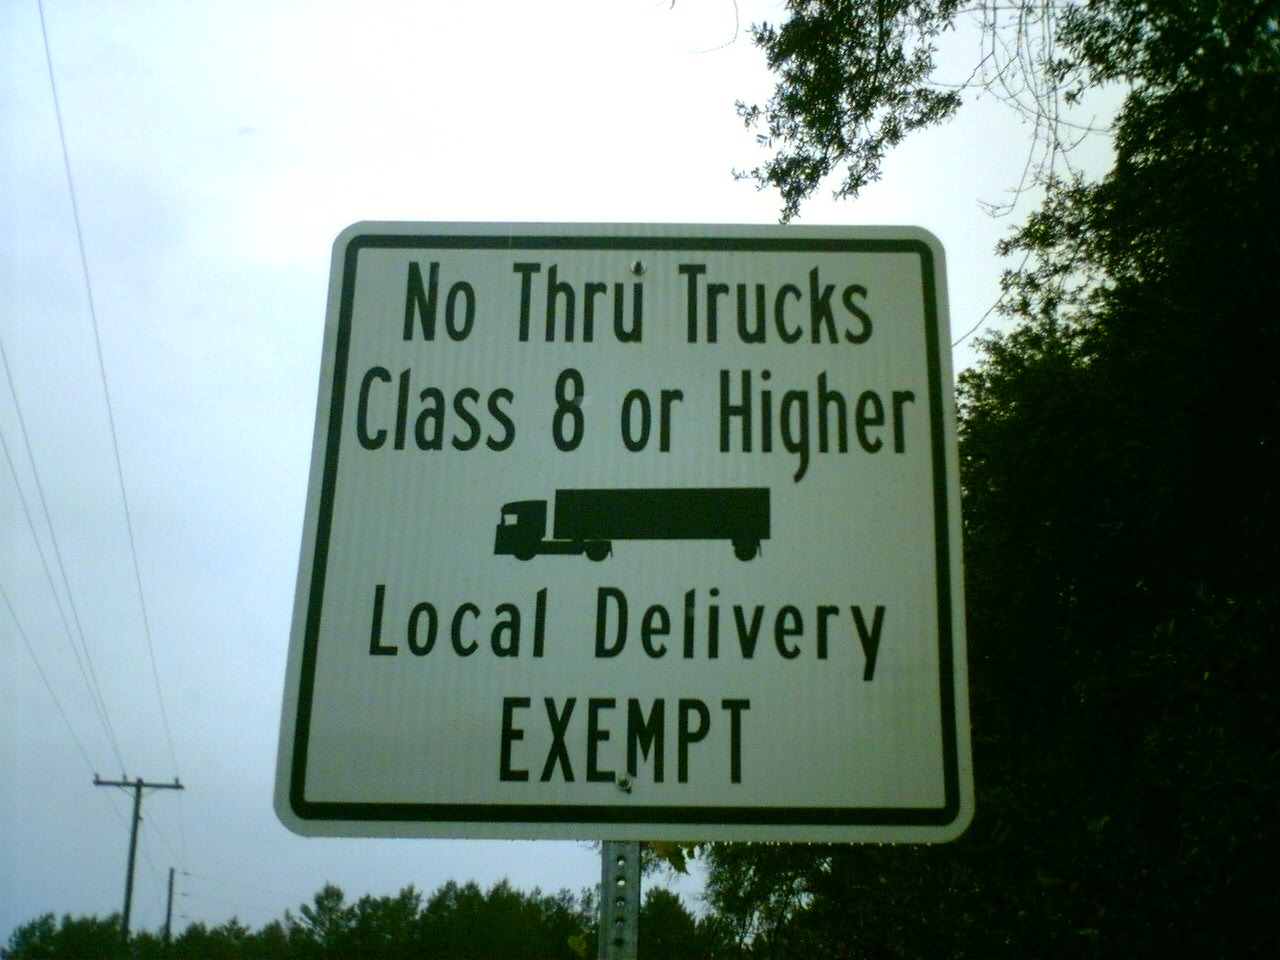 No Thru Trucks
Class 8 or Higher
Local Delivery
EXEMPT